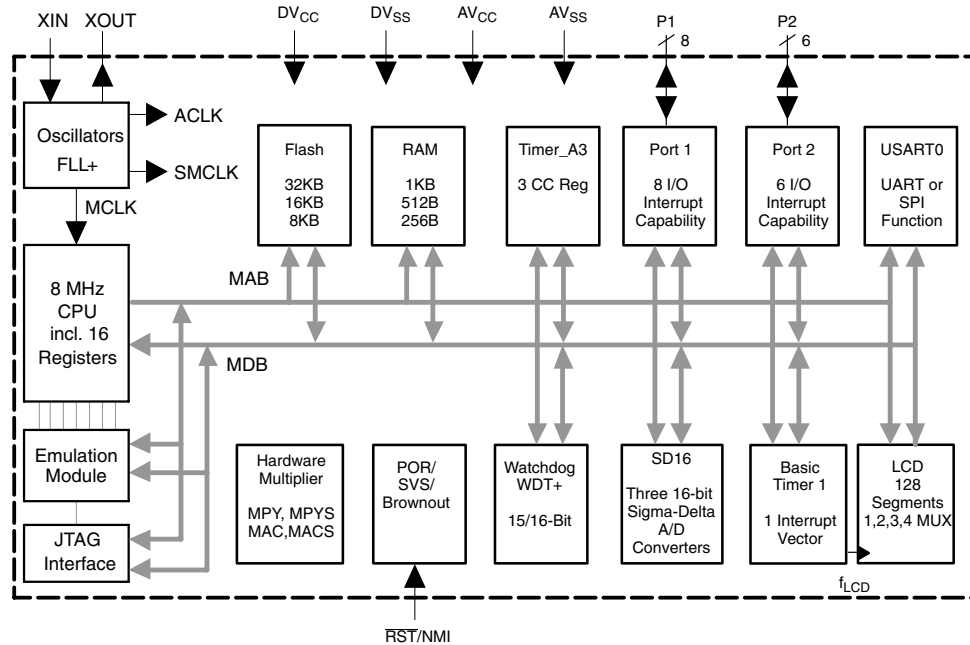 XIN XOUT DVCC DVSS AVCC AVSS P1 P2
8 6
Oscillators
FLL+
ACLK
SMCLK
MCLK
Flash
32KB
16KB
8KB
RAM
1KB
512B
256B
Timer_A3
3 CC Reg
Port 1
8 I/O
Interrupt
Capability
Port 2
6 I/O
Interrupt
Capability
USART0
UART or
SPI
Function
8 MHz
CPU
incl. 16
Registers
MAB
MDB
Emulation
Module
JTAG
Interface
Hardware
Multiplier
MPY, MPYS
MAC,MACS
POR/
SVS/
Brownout
Watchdog
WDT+
15/16-Bit
SD16
Three 16-bit
Sigma-Delta
A/D
Converters
Basic
Timer 1
1 Interrupt
Vector
LCD
128
Segments
1,2,3,4 MUX
fLCD
RST/NMI